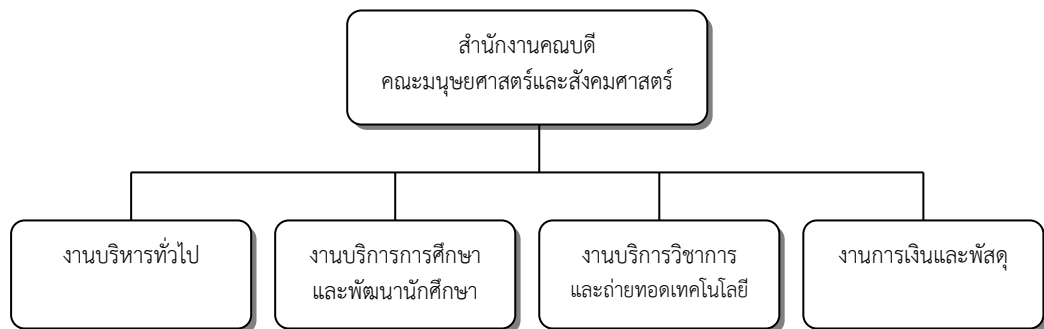 สำนักงานคณบดี
คณะมนุษยศาสตร์และสังคมศาสตร์
งานบริหารทั่วไป
งานบริการการศึกษา
และพัฒนานักศึกษา
งานบริการวิชาการ
และถ่ายทอดเทคโนโลยี
งานการเงินและพัสดุ